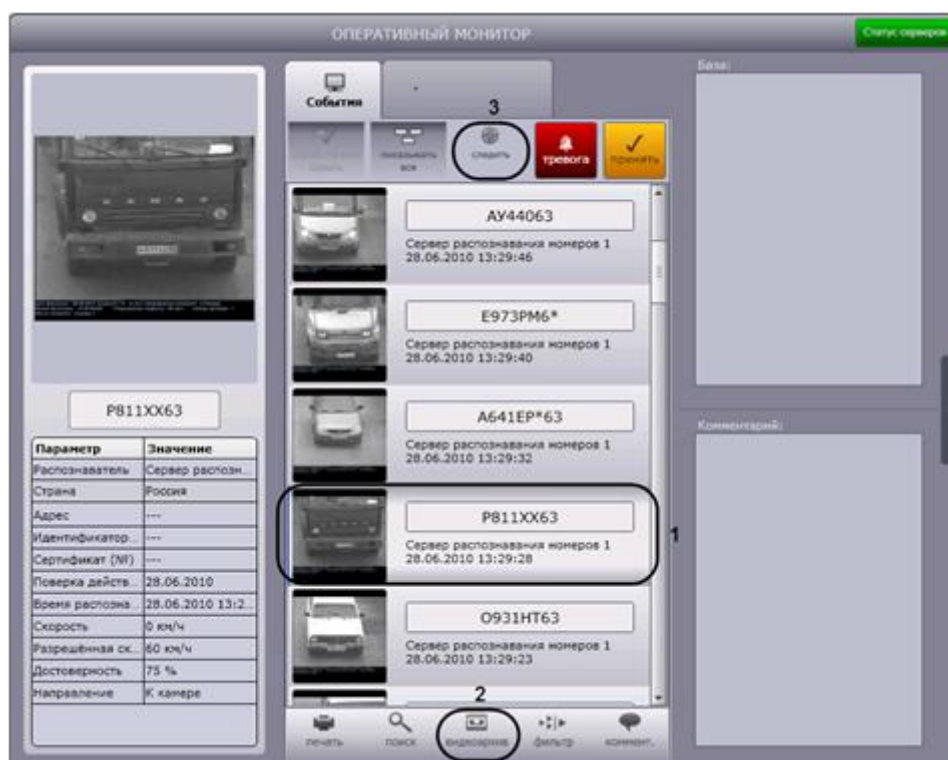 ОПЕРАТИВНЫЙ МОНИТОР
Статус серверов
События
3
показывать
все
следить
тревога
принять
АУ44063
Сервер распознавания номеров 1
28.06.2010 13:29:46
Е973РМ6*
Сервер распознавания номеров 1
28.06.2010 13:29:40
А641ЕР*63
Сервер распознавания номеров 1
28.06.2010 13:29:32
Р811ХХ63
Сервер распознавания номеров 1
28.06.2010 13:29:28
1
О931НТ63
Сервер распознавания номеров 1
28.06.2010 13:29:23
2
печать
поиск
видеоархив
фильтр
коммент.
КАМАЗ
Р811ХХ63
Параметр Значение
Распознаватель Сервер распозн...
Страна Россия
Адрес ---
Идентификатор... ---
Сертификат (№) ---
Поверка действ... 28.06.2010
Время распозна... 28.06.2010 13:2...
Скорость 0 км/ч
Разрешённая ск... 60 км/ч
Достоверность 75 %
Направление К камере
База:
Комментарий: